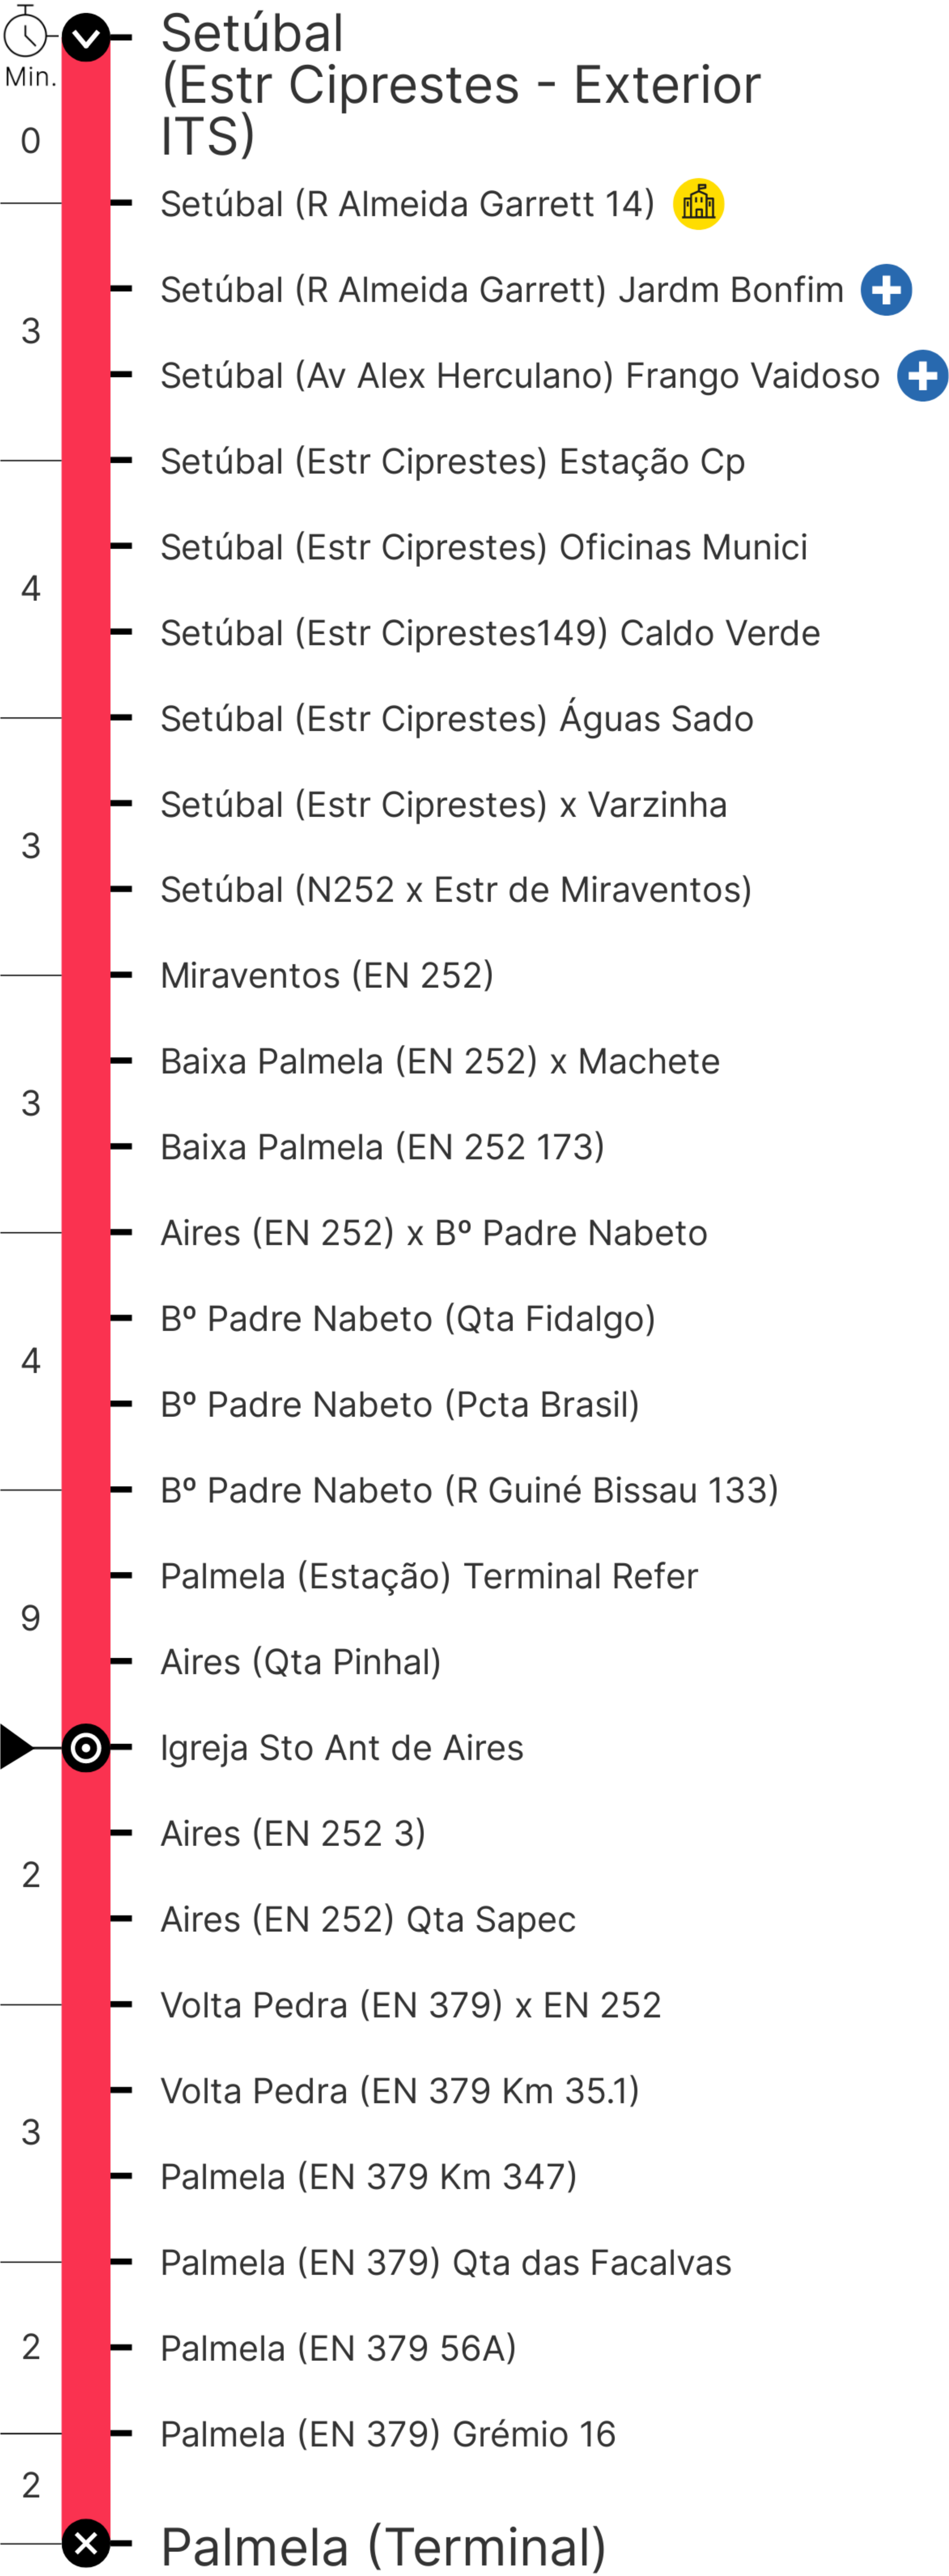 Setúbal
(Estr Ciprestes - Exterior
ITS)
Min.
0
Setúbal (R Almeida Garrett 14)
Setúbal (R Almeida Garrett) Jardm Bonfim
3
Setúbal (Av Alex Herculano) Frango Vaidoso
Setúbal (Estr Ciprestes) Estação Cp
Setúbal (Estr Ciprestes) Oficinas Munici
4
Setúbal (Estr Ciprestes149) Caldo Verde
Setúbal (Estr Ciprestes) Águas Sado
Setúbal (Estr Ciprestes) x Varzinha
3
Setúbal (N252 x Estr de Miraventos)
Miraventos (EN 252)
Baixa Palmela (EN 252) x Machete
3
Baixa Palmela (EN 252 173)
Aires (EN 252) x Bº Padre Nabeto
Bº Padre Nabeto (Qta Fidalgo)
4
Bº Padre Nabeto (Pcta Brasil)
Bº Padre Nabeto (R Guiné Bissau 133)
Palmela (Estação) Terminal Refer
9
Aires (Qta Pinhal)
Igreja Sto Ant de Aires
Aires (EN 252 3)
2
Aires (EN 252) Qta Sapec
Volta Pedra (EN 379) x EN 252
Volta Pedra (EN 379 Km 35.1)
3
Palmela (EN 379 Km 347)
Palmela (EN 379) Qta das Facalvas
2
Palmela (EN 379 56A)
Palmela (EN 379) Grémio 16
2
Palmela (Terminal)